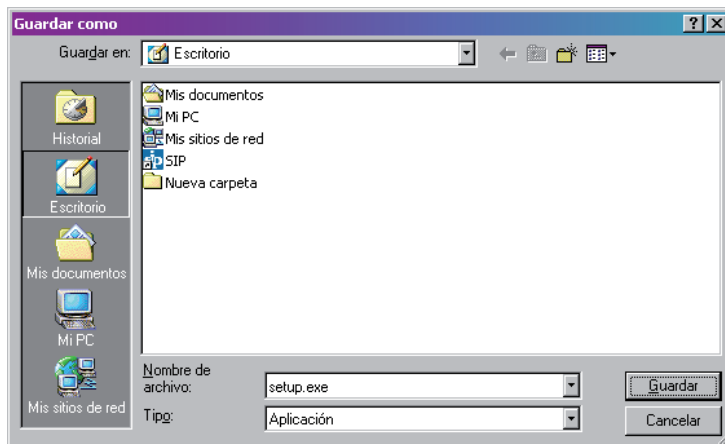 Guardar como
Guardar en:
Escritorio
Historial
Escritorio
Mis documentos
Mi PC
Mis sitios de red
Mis documentos
Mi PC
Mis sitios de red
SIP
Nueva carpeta
Nombre de
archivo:
setup.exe
Guardar
Tipo:
Aplicación
Cancelar